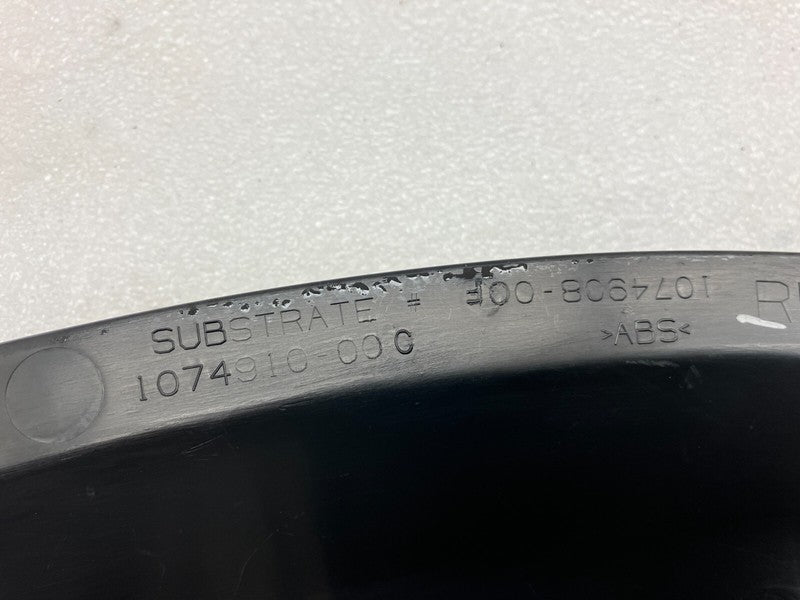 SUBSTRATE -
1074910 00C
1074908-00F
>ABS<